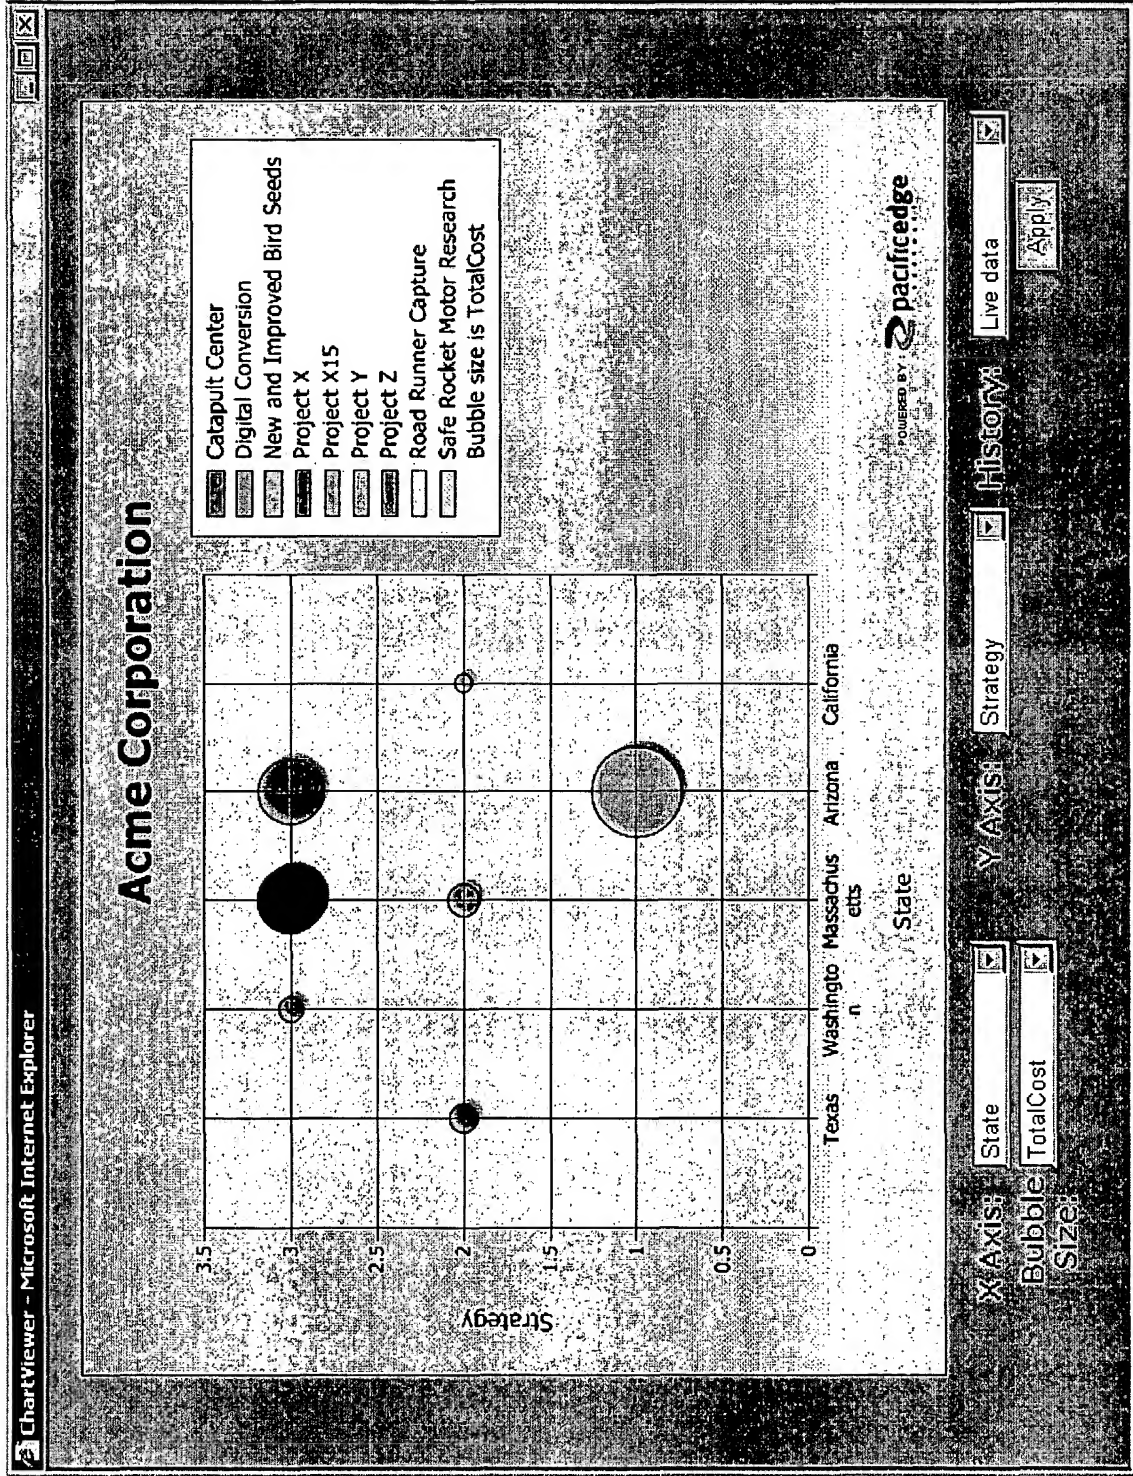 ChartViewer - Microsoft Internet Explorer
Acme Corporation
Catapult Center
Digital Conversion
New and Improved Bird Seeds
Project X
Project X15
Project Y
Project Z
Road Runner Capture
Safe Rocket Motor Research
Bubble size is TotalCost
Strategy
3.5
3
2.5
2
1.5
1
0.5
0
Texas
Washingto
n
Massachus
etts
Arizona
California
State
POWERED BY: pacificedge
X Axis: State
Y Axis: Strategy
History: Live data
Bubble
Size:
TotalCost
Apply